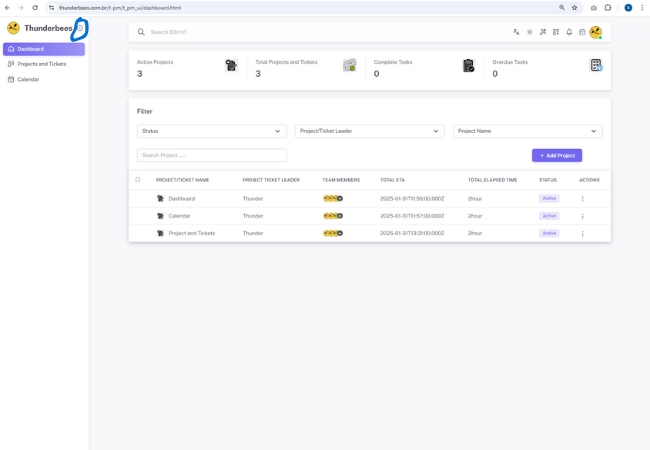 thunderbees.com.br/t-pm/t_pm_ui/dashboard.html
Thunderbees
Search (Ctrl+/)
Dashboard
Projects and Tickets
Calendar
Active Projects
3
Total Projects and Tickets
3
Complete Tasks
0
Overdue Tasks
0
Filter
Status
Project/Ticket Leader
Project Name
Search Project .....
+ Add Project
PROJECT/TICKET NAME PROJECT TICKET LEADER TEAM MEMBERS TOTAL ETA TOTAL ELAPSED TIME STATUS ACTIONS
Dashboard Thunder 2025-01-31T11:56:00.000Z 2hour Active
Calendar Thunder 2025-01-31T11:57:00.000Z 2hour Active
Project and Tickets Thunder 2025-01-31T13:31:00.000Z 2hour Active